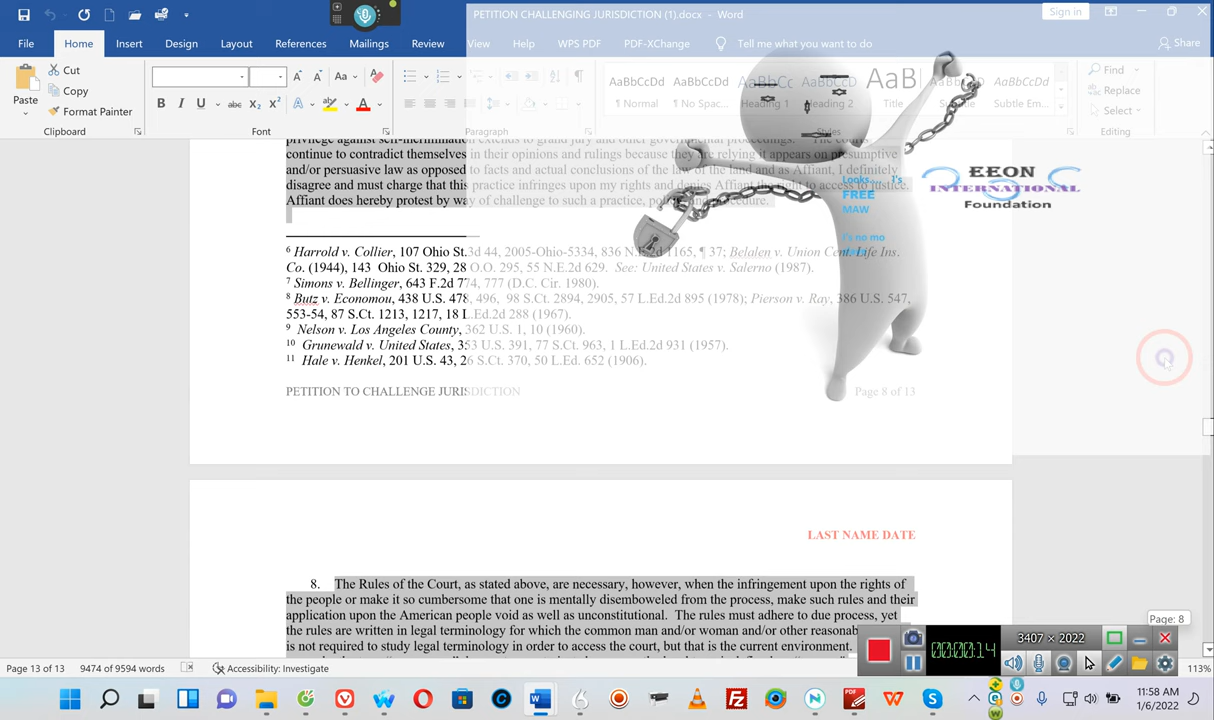 PETITION CHALLENGING JURISDICTION (1).docx - Word
Sign in
File Home Insert Design Layout References Mailings Review View Help WPS PDF PDF-XChange Tell me what you want to do Share
Paste
Cut
Copy
Format Painter
Clipboard
Aa
B I U abc X2 X2 A A
Font
Paragraph
AaBbCcDd AaBbCcDd AaBbCc AaBbCcD AaB AaBbCcD AaBbCcDd
¶ Normal ¶ No Spac... Heading 1 Heading 2 Title Subtitle Subtle Em...
Styles
Find
Replace
Select
Editing
privilege against self-incrimination extends to grand jury and other government proceedings. The courts
continue to contradict themselves in their opinions and rulings because they are relying it appears on presumptive
and/or persuasive law as opposed to facts and actual conclusions of the law of the land and as Affiant, I definitely
disagree and must charge that this practice infringes upon my rights and denies Affiant the right to access to justice.
Affiant does hereby protest by way of challenge to such a practice, policy and procedure.
Looks.... I's
FREE
MAW
I's no mo
EEON
INTERNATIONAL
Foundation
6 Harrold v. Collier, 107 Ohio St.3d 44, 2005-Ohio-5334, 836 N.E.2d 1165, ¶ 37; Belolen v. Union Cent. Life Ins.
Co. (1944), 143 Ohio St. 329, 28 O.O. 295, 55 N.E.2d 629. See: United States v. Salerno (1987).
7 Simons v. Bellinger, 643 F.2d 774, 777 (D.C. Cir. 1980).
8 Butz v. Economou, 438 U.S. 478, 496, 98 S.Ct. 2894, 2905, 57 L.Ed.2d 895 (1978); Pierson v. Ray, 386 U.S. 547,
553-54, 87 S.Ct. 1213, 1217, 18 L.Ed.2d 288 (1967).
9 Nelson v. Los Angeles County, 362 U.S. 1, 10 (1960).
10 Grunewald v. United States, 353 U.S. 391, 77 S.Ct. 963, 1 L.Ed.2d 931 (1957).
11 Hale v. Henkel, 201 U.S. 43, 26 S.Ct. 370, 50 L.Ed. 652 (1906).
PETITION TO CHALLENGE JURISDICTION Page 8 of 13
LAST NAME DATE
8. The Rules of the Court, as stated above, are necessary, however, when the infringement upon the rights of
the people or make it so cumbersome that one is mentally disemboweled from the process, make such rules and their
application upon the American people void as well as unconstitutional. The rules must adhere to due process, yet
the rules are written in legal terminology for which the common man and/or woman and/or other reasonab
is not required to study legal terminology in order to access the court, but that is the current environment.
Page: 8
00:00:14
3407 × 2022
Page 13 of 13 9474 of 9594 words Accessibility: Investigate 113%
11:58 AM
1/6/2022